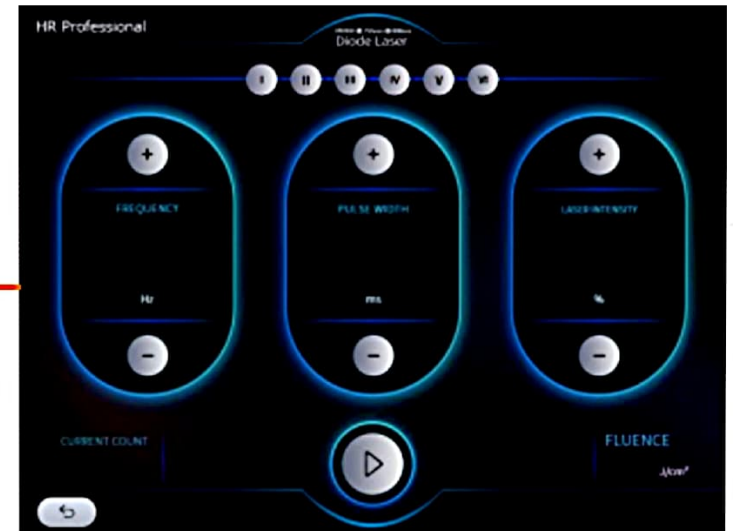 HR Professional
Diode Laser
I II III IV V VI
+ + +
FREQUENCY PULSE WIDTH LASER INTENSITY
Hz ms %
- - -
CURRENT COUNT FLUENCE
J/cm²